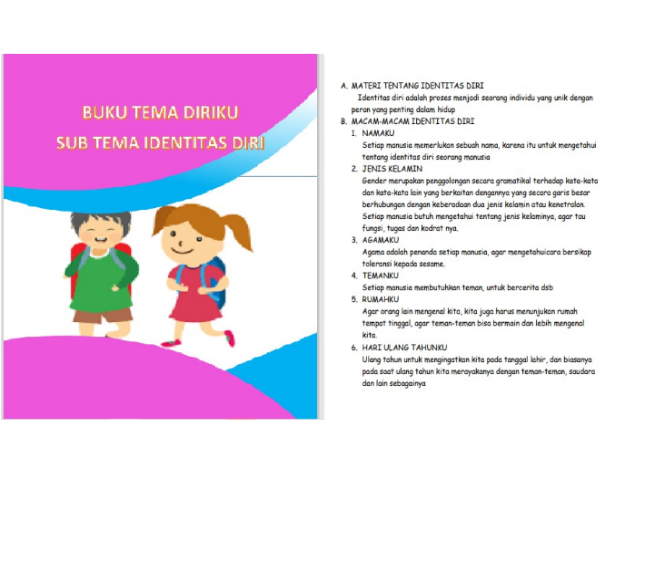 BUKU TEMA DIRIKU
SUB TEMA IDENTITAS DIRI
A. MATERI TENTANG IDENTITAS DIRI
Identitas diri adalah proses menjadi seorang individu yang unik dengan
peran yang penting dalam hidup
B. MACAM-MACAM IDENTITAS DIRI
1. NAMAKU
Setiap manusia memerlukan sebuah nama, karena itu untuk mengetahui
tentang identitas diri seorang manusia
2. JENIS KELAMIN
Gender merupakan penggolongan secara gramatikal terhadap kata-kata
dan kata-kata lain yang berkaitan dengannya yang secara garis besar
berhubungan dengan keberadaan dua jenis kelamin atau kenetralan.
Setiap manusia butuh mengetahui tentang jenis kelaminya, agar tau
fungsi, tugas dan kodrat nya.
3. AGAMAKU
Agama adalah penanda setiap manusia, agar mengetahuicara bersikap
toleransi kepada sesame.
4. TEMANKU
Setiap manusia membutuhkan teman, untuk bercerita dsb
5. RUMAHKU
Agar orang lain mengenal kita, kita juga harus menunjukan rumah
tempat tinggal, agar teman-teman bisa bermain dan lebih mengenal
kita.
6. HARI ULANG TAHUNKU
Ulang tahun untuk mengingatkan kita pada tanggal lahir, dan biasanya
pada saat ulang tahun kita merayakanya dengan teman-teman, saudara
dan lain sebagainya